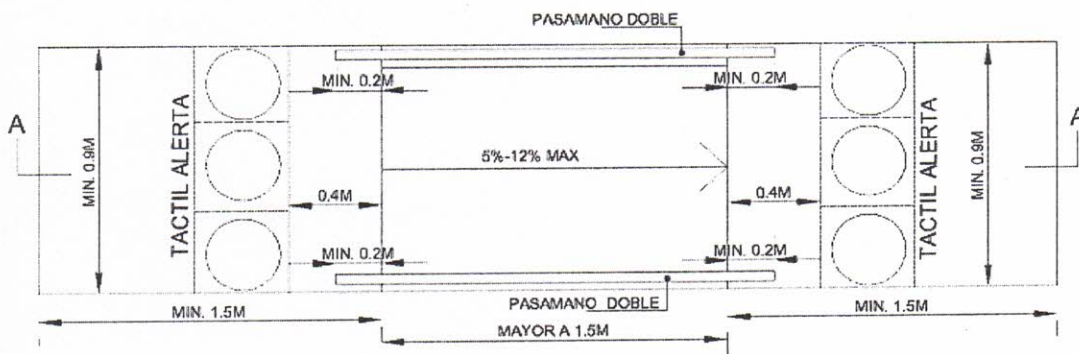 PASAMANO DOBLE
MIN. 0.2M
MIN. 0.2M
A
MIN. 0.9M
TACTIL ALERTA
5%-12% MAX
TACTIL ALERTA
MIN. 0.9M
A
0.4M
0.4M
MIN. 0.2M
MIN. 0.2M
PASAMANO DOBLE
MIN. 1.5M
MAYOR A 1.5M
MIN. 1.5M